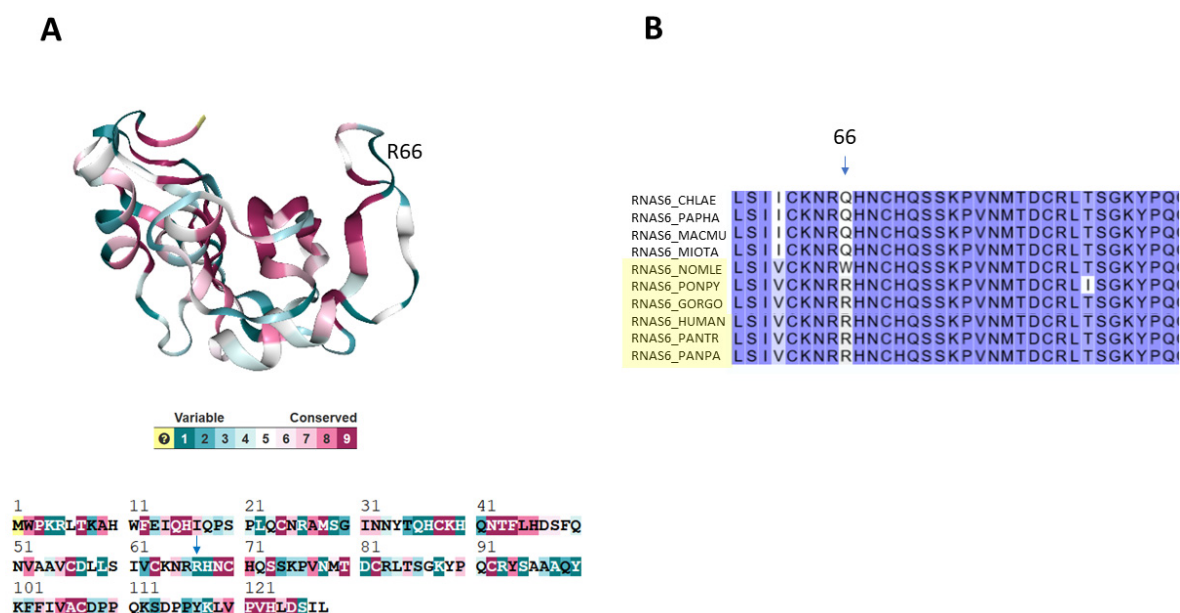 A
B
R66
66
RNAS6_CHLAE LSIICKNRQHNCHQSSKPVNMTDCRLTSGKYPQ
RNAS6_PAPHA LSIICKNRQHNCHQSSKPVNMTDCRLTSGKYPQ
RNAS6_MACMU LSIICKNRQHNCHQSSKPVNMTDCRLTSGKYPQ
RNAS6_MIOTA LSIICKNRQHNCHQSSKPVNMTDCRLTSGKYPQ
RNAS6_NOMLE LSIVCKNRWHNCHQSSKPVNMTDCRLTSGKYPQ
RNAS6_PONPY LSIVCKNRRHNCHQSSKPVNMTDCRLISGKYPQ
RNAS6_GORGO LSIVCKNRRHNCHQSSKPVNMTDCRLTSGKYPQ
RNAS6_HUMAN LSIVCKNRRHNCHQSSKPVNMTDCRLTSGKYPQ
RNAS6_PANTR LSIVCKNRRHNCHQSSKPVNMTDCRLTSGKYPQ
RNAS6_PANPA LSIVCKNRRHNCHQSSKPVNMTDCRLTSGKYPQ
Variable Conserved
? 1 2 3 4 5 6 7 8 9
1 11 21 31 41
MWPKRLTKAH WFEIQHIQPS PLQCNRAMSG INNYTQHCKH QNTFLHDSFQ
51 61 71 81 91
NVAAVCDLLS IVCKNRRHNC HQSSKPVNMT DCRLTSGKYP QCRYSAAAQY
101 111 121
KFFIVACDPP QKSDPPYKLV PVHLDSIL